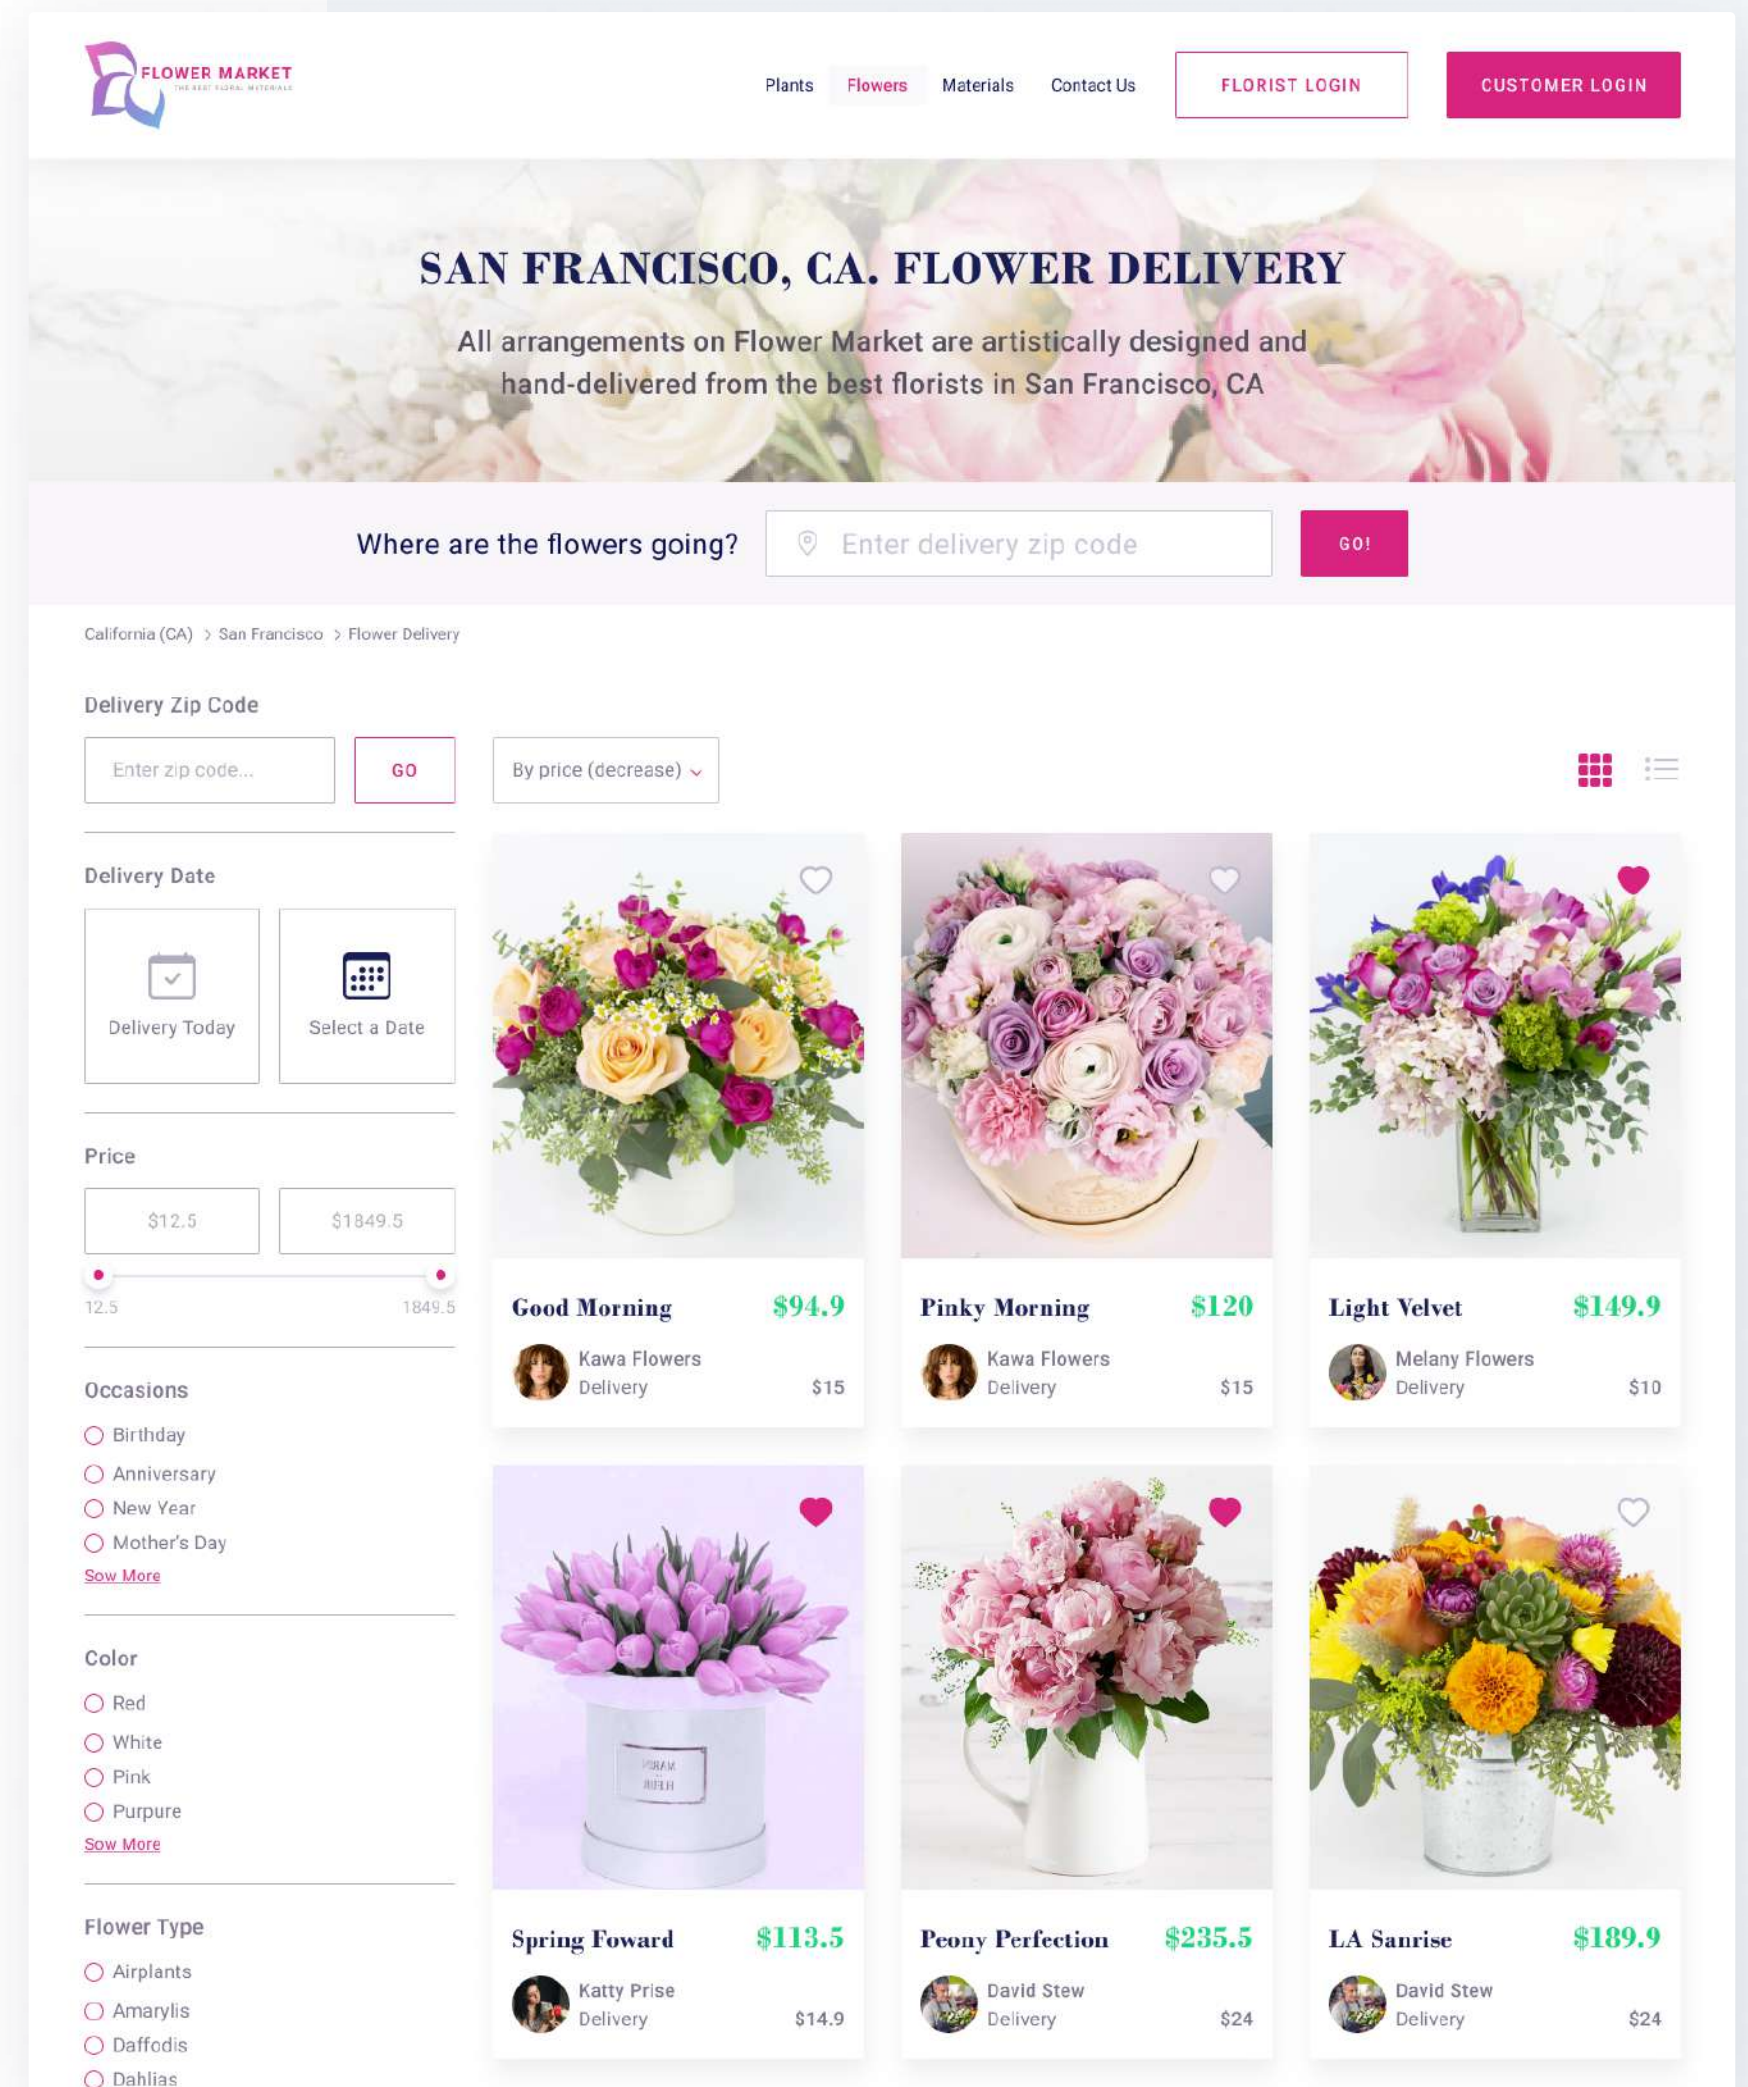 FLOWER MARKET
THE BEST FLORAL MATERIALS
Plants
Flowers
Materials
Contact Us
FLORIST LOGIN
CUSTOMER LOGIN
SAN FRANCISCO, CA. FLOWER DELIVERY
All arrangements on Flower Market are artistically designed and
hand-delivered from the best florists in San Francisco, CA
Where are the flowers going?
Enter delivery zip code
GO!
California (CA) > San Francisco > Flower Delivery
Delivery Zip Code
Enter zip code...
GO
By price (decrease)
Delivery Date
Delivery Today
Select a Date
Price
$12.5
$1849.5
12.5
1849.5
Occasions
Birthday
Anniversary
New Year
Mother's Day
Sow More
Color
Red
White
Pink
Purpure
Sow More
Flower Type
Airplants
Amarylis
Daffodis
Dahlias
Good Morning
$94.9
Kawa Flowers
Delivery
$15
Pinky Morning
$120
Kawa Flowers
Delivery
$15
Light Velvet
$149.9
Melany Flowers
Delivery
$10
Spring Foward
$113.5
Katty Prise
Delivery
$14.9
Peony Perfection
$235.5
David Stew
Delivery
$24
LA Sanrise
$189.9
David Stew
Delivery
$24